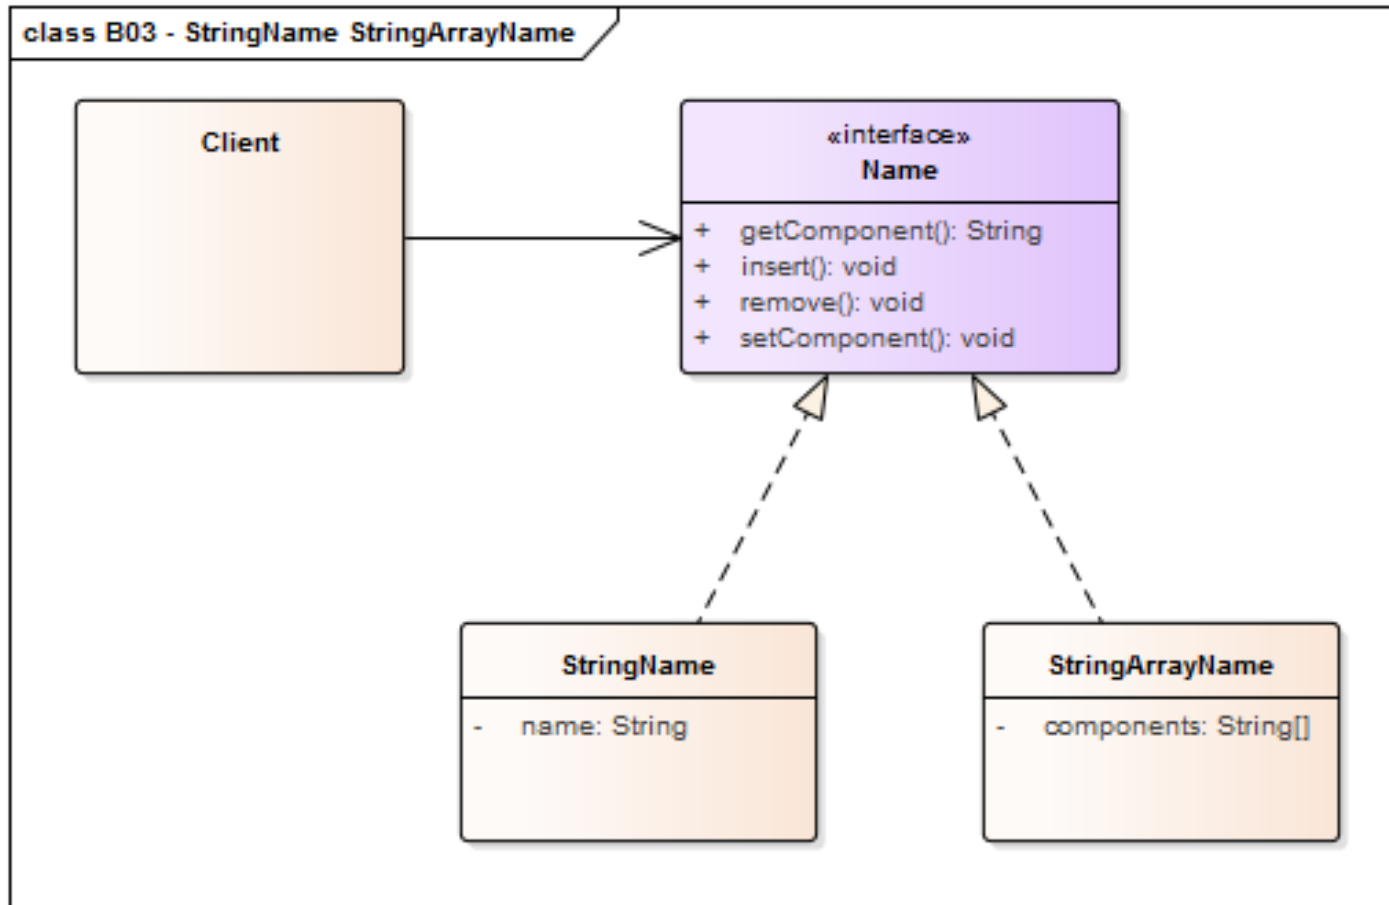 class B03 - StringName StringArrayName
Client
«interface»
Name
+ getComponent(): String
+ insert(): void
+ remove(): void
+ setComponent(): void
StringName
- name: String
StringArrayName
- components: String[]